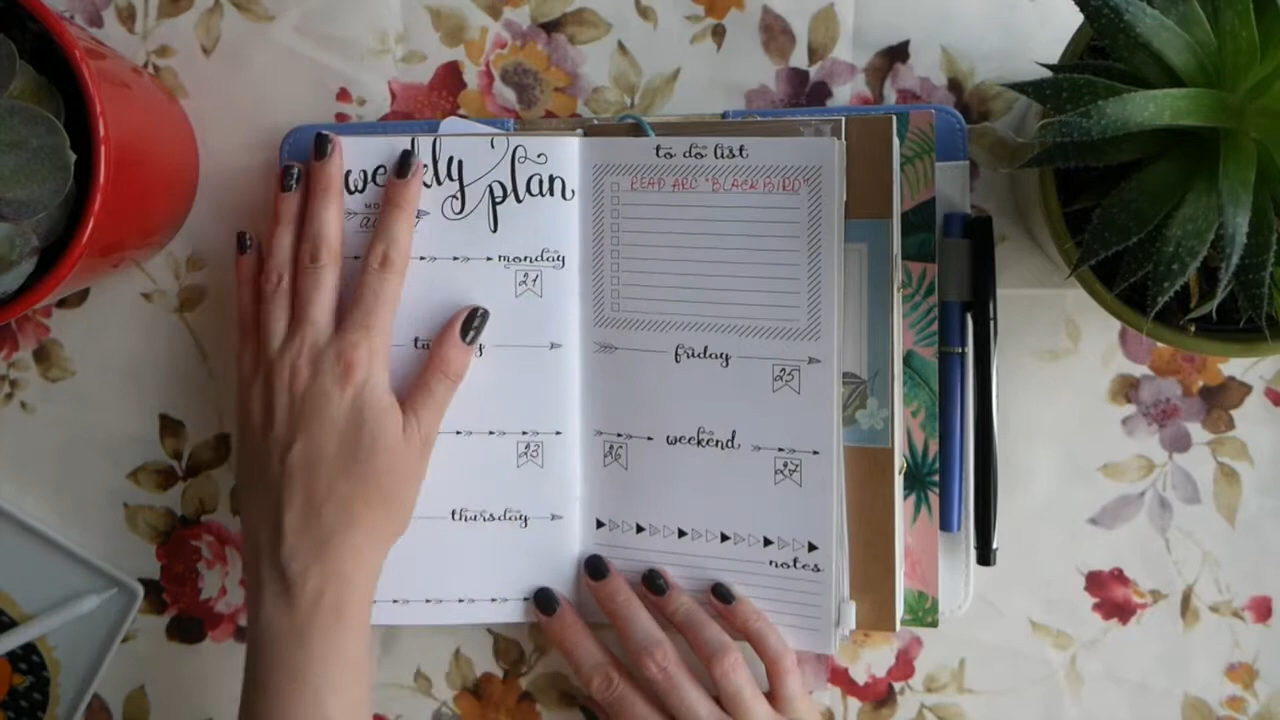 weekly
plan
monday
21
23
thursday
to do list
READ ARC "BLACKBIRD"
friday
25
weekend
26
27
notes